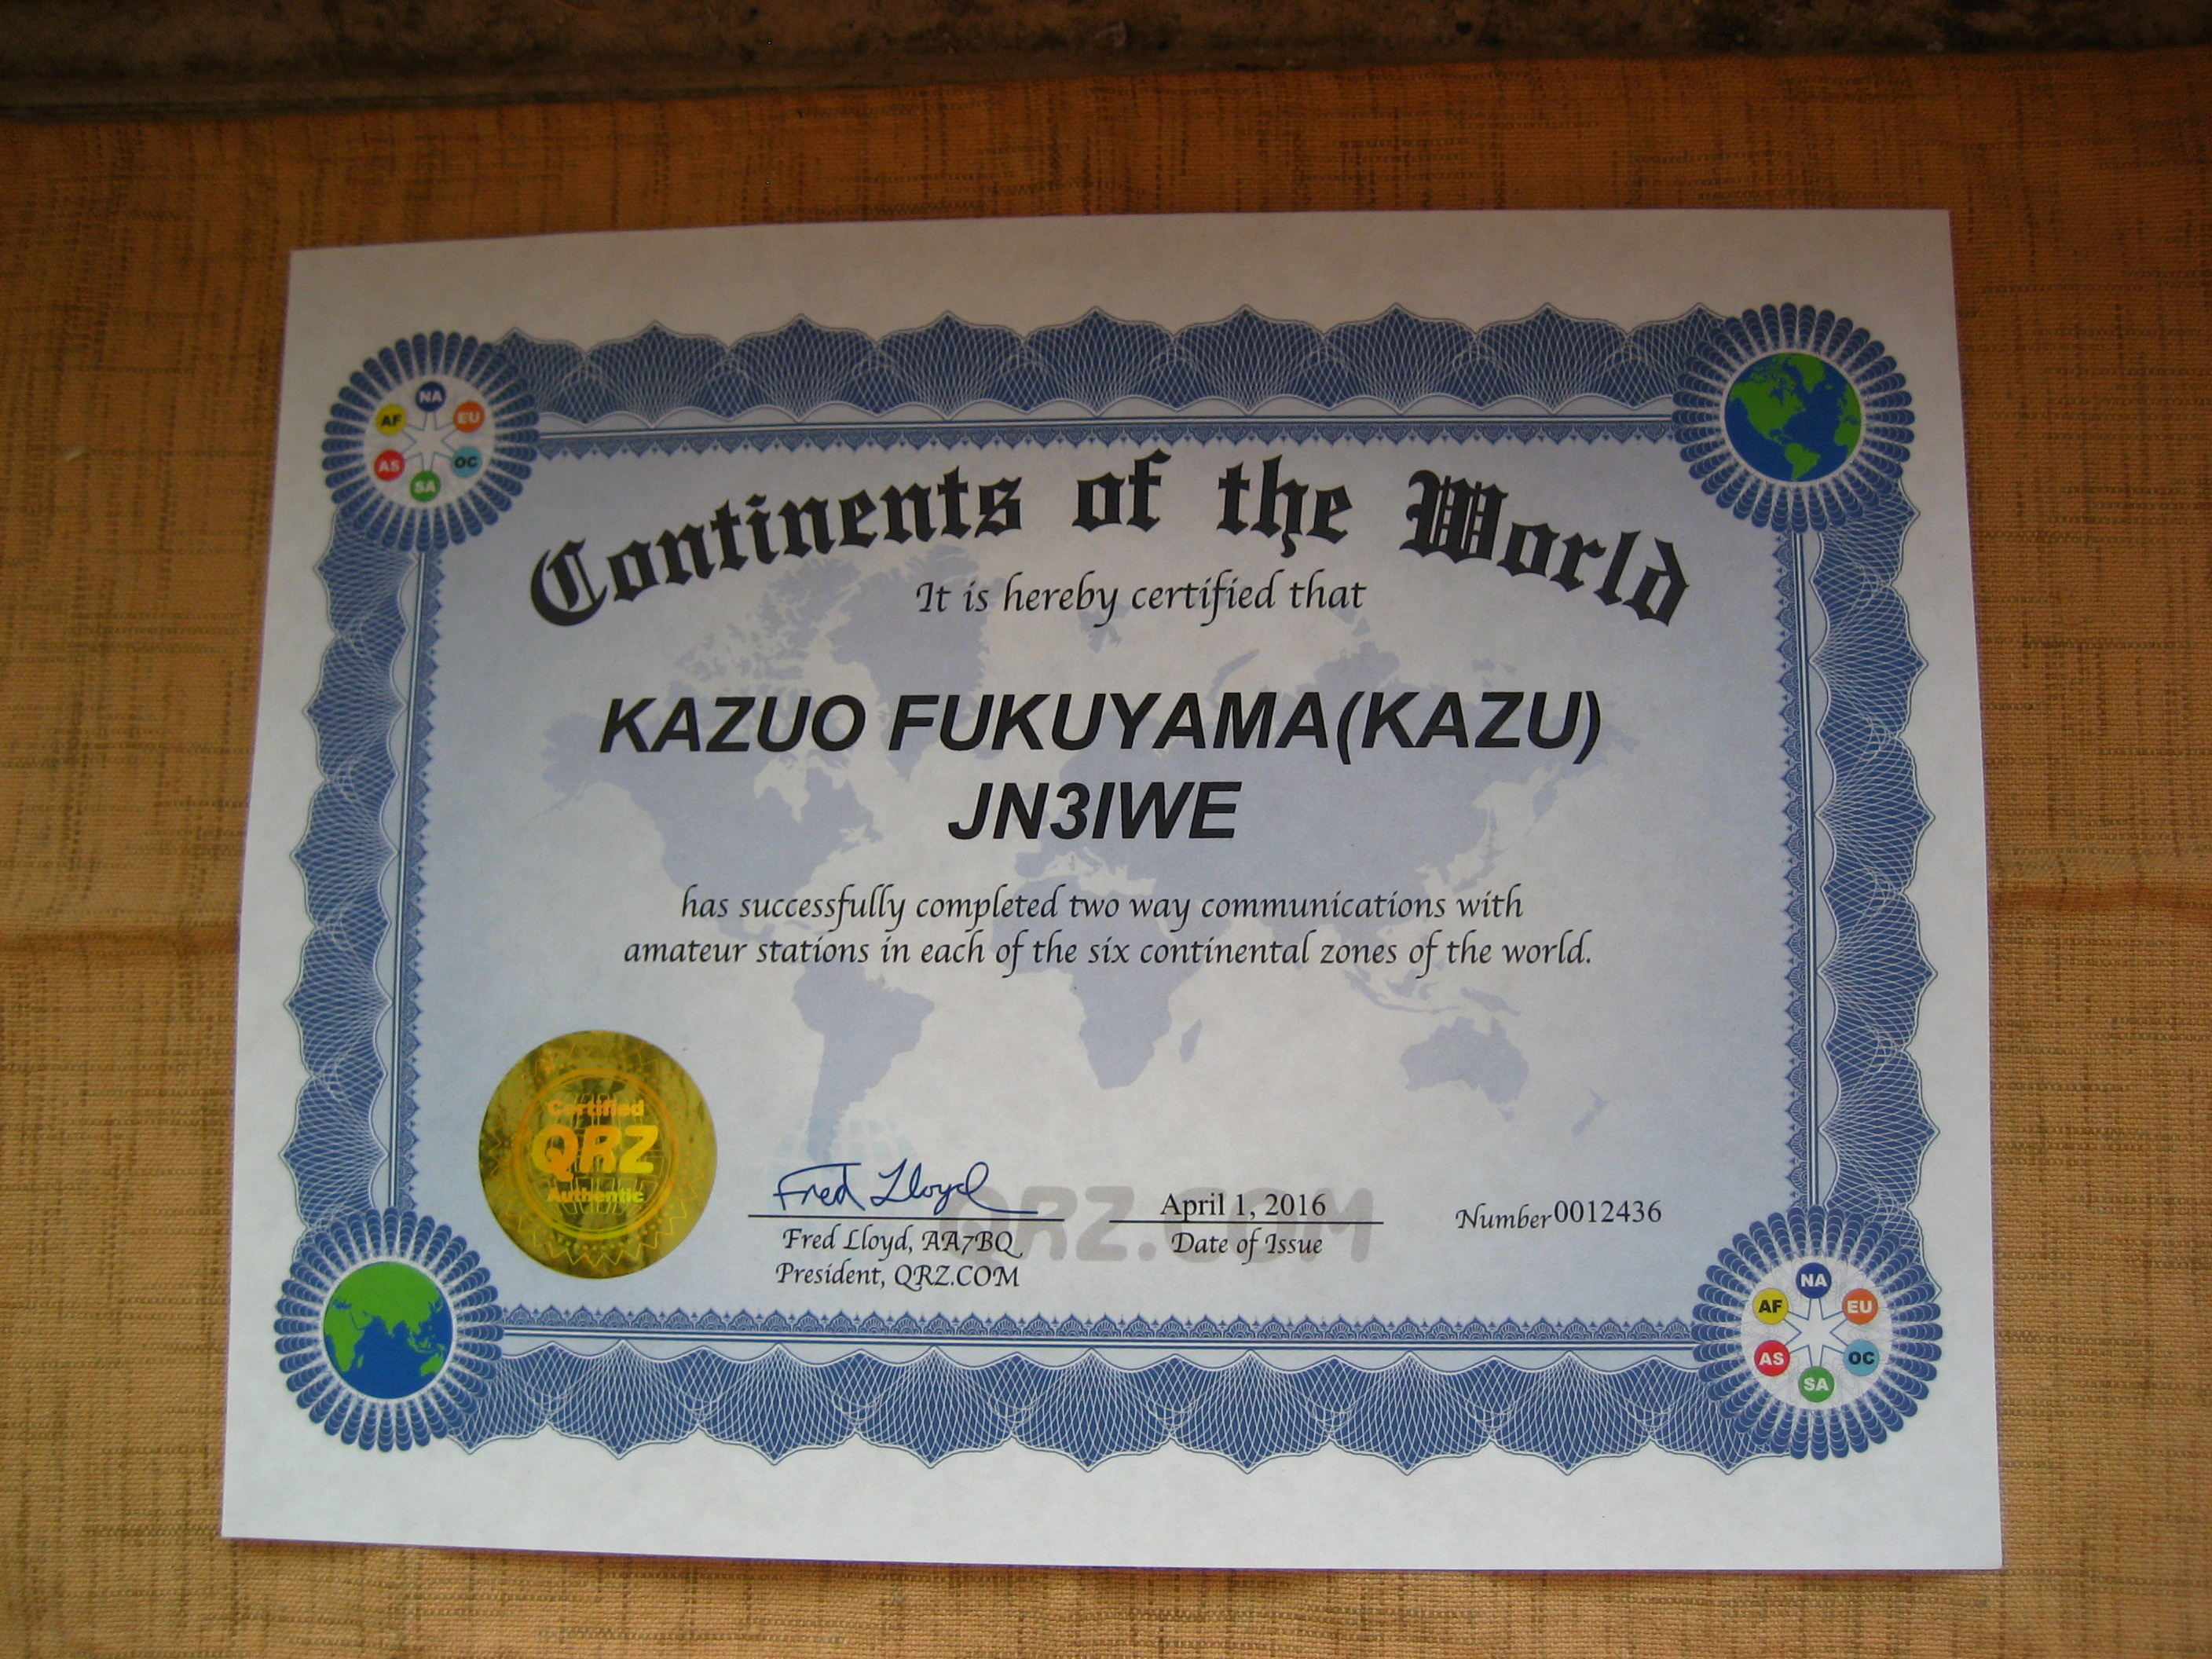 NA
AF
EU
AS
OC
SA
Continents of the World
It is hereby certified that
KAZUO FUKUYAMA(KAZU)
JN3IWE
has successfully completed two way communications with
amateur stations in each of the six continental zones of the world.
Certified
QRZ
Authentic
Fred Lloyd
QRZ.COM
April 1, 2016
Number 0012436
Fred Lloyd, AA7BQ
Date of Issue
President, QRZ.COM
NA
AF
EU
AS
OC
SA